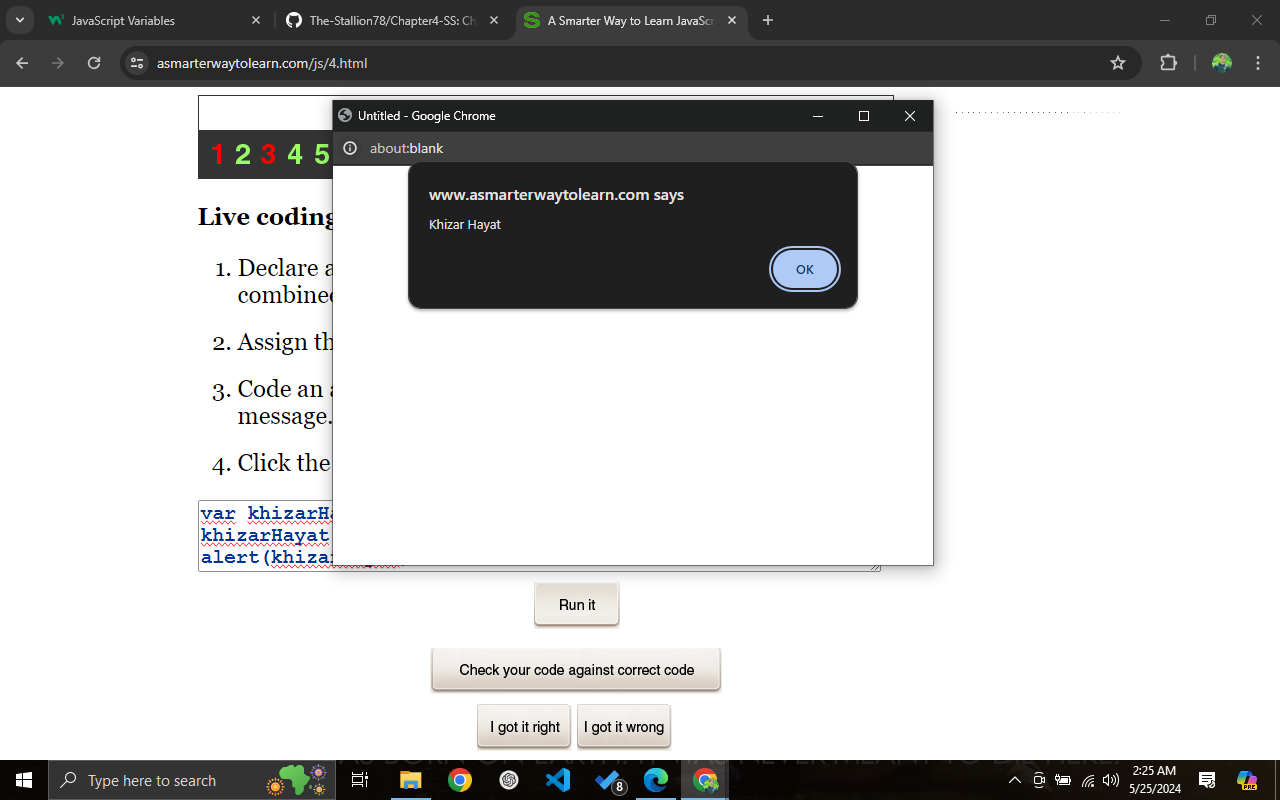 JavaScript Variables
The-Stallion78/Chapter4-SS: Ch
A Smarter Way to Learn JavaScr
asmarterwaytolearn.com/js/4.html
Untitled - Google Chrome
about:blank
1 2 3 4 5
www.asmarterwaytolearn.com says
Khizar Hayat
OK
Live coding
1. Declare a
combined
2. Assign th
3. Code an a
message.
4. Click the
var khizarHa
khizarHayat
alert(khizar
Run it
Check your code against correct code
I got it right I got it wrong
Type here to search
8
2:25 AM
5/25/2024
PRE